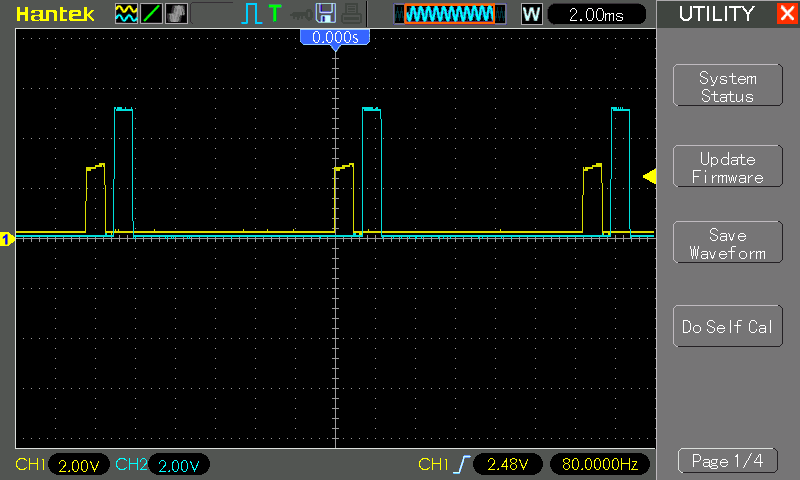 Hantek
T
W
2.00ms
UTILITY
0.000s
System
Status
Update
Firmware
Save
Waveform
Do Self Cal
1
CH1 2.00V CH2 2.00V CH1 2.48V 80.0000Hz
Page 1/4